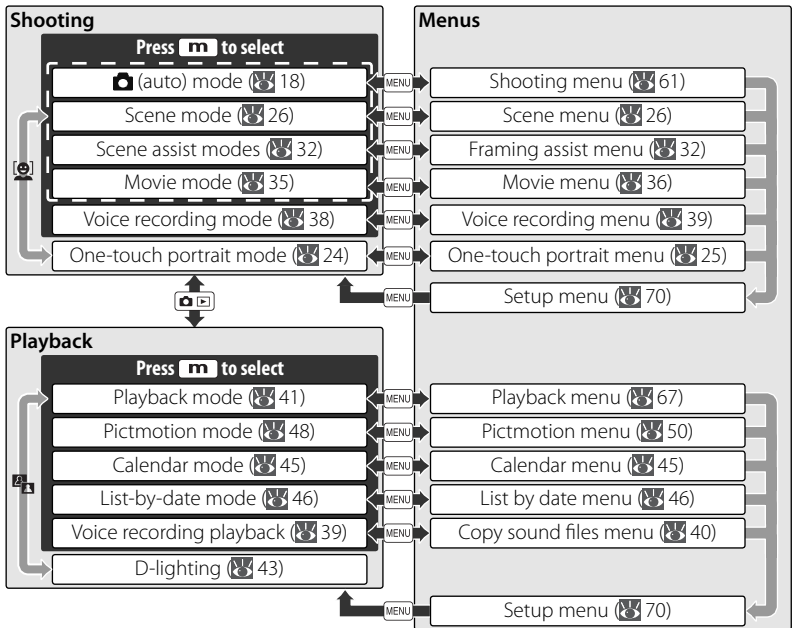 Shooting
Press m to select
(auto) mode ( 18)
Scene mode ( 26)
Scene assist modes ( 32)
Movie mode ( 35)
Voice recording mode ( 38)
One-touch portrait mode ( 24)
Menus
MENU
Shooting menu ( 61)
MENU
Scene menu ( 26)
MENU
Framing assist menu ( 32)
MENU
Movie menu ( 36)
MENU
Voice recording menu ( 39)
MENU
One-touch portrait menu ( 25)
MENU
Setup menu ( 70)
Playback
Press m to select
Playback mode ( 41)
Pictmotion mode ( 48)
Calendar mode ( 45)
List-by-date mode ( 46)
Voice recording playback ( 39)
D-lighting ( 43)
MENU
Playback menu ( 67)
MENU
Pictmotion menu ( 50)
MENU
Calendar menu ( 45)
MENU
List by date menu ( 46)
MENU
Copy sound files menu ( 40)
MENU
Setup menu ( 70)